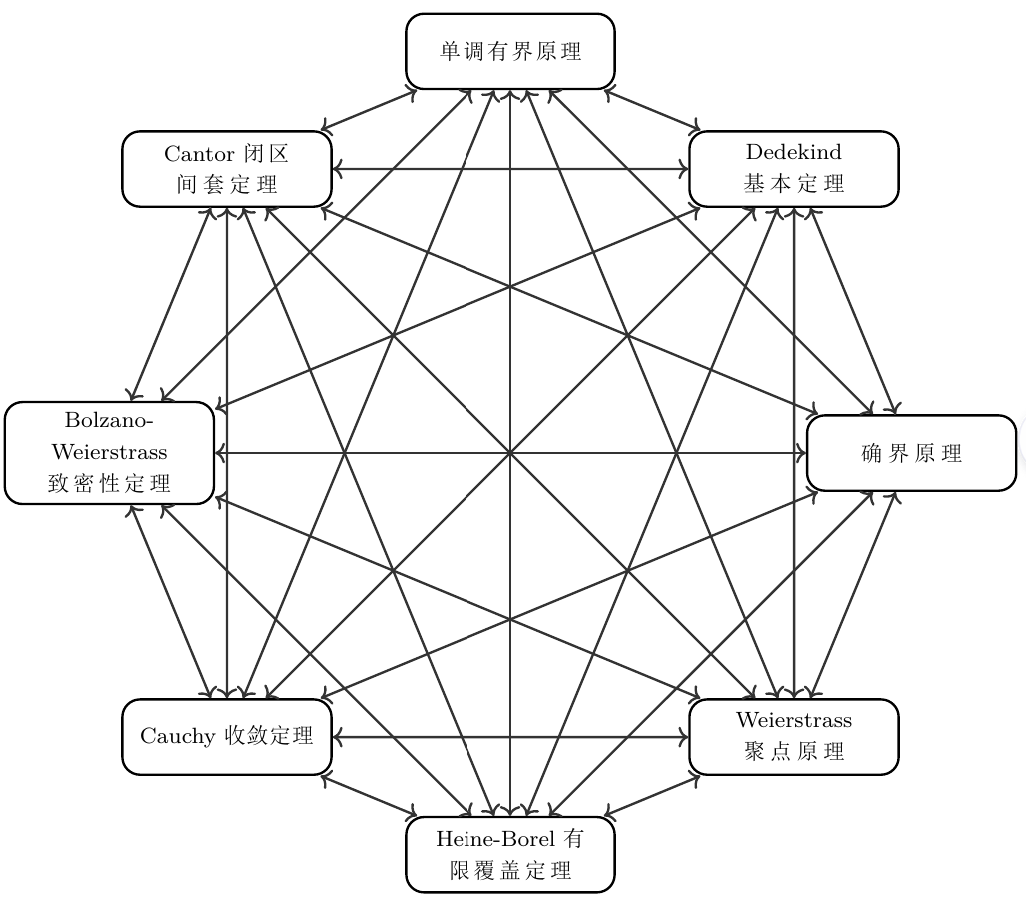 单调有界原理
Cantor 闭区
间套定理
Dedekind
基本定理
Bolzano-
Weierstrass
致密性定理
确界原理
Cauchy 收敛定理
Weierstrass
聚点原理
Heine-Borel 有
限覆盖定理